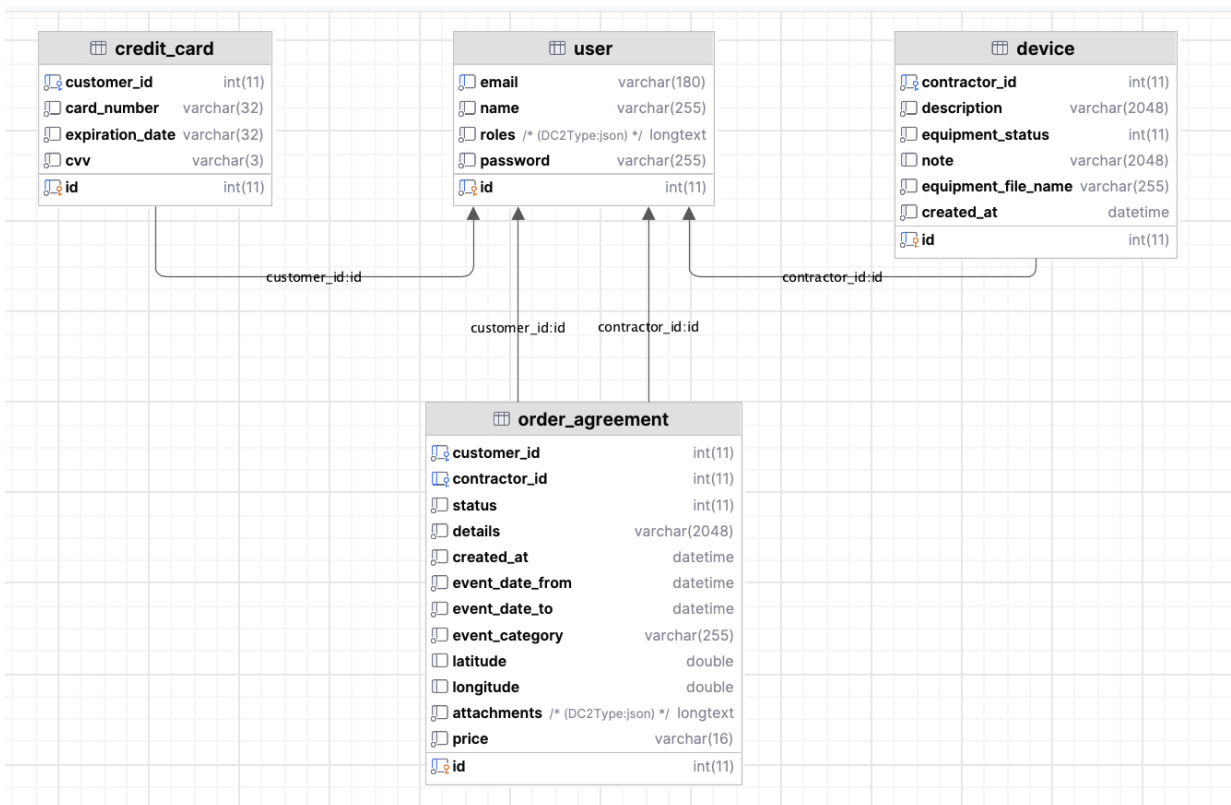 credit_card
customer_id int(11)
card_number varchar(32)
expiration_date varchar(32)
cvv varchar(3)
id int(11)
user
email varchar(180)
name varchar(255)
roles /* (DC2Type:json) */ longtext
password varchar(255)
id int(11)
device
contractor_id int(11)
description varchar(2048)
equipment_status int(11)
note varchar(2048)
equipment_file_name varchar(255)
created_at datetime
id int(11)
customer_id:id
contractor_id:id
customer_id:id
contractor_id:id
order_agreement
customer_id int(11)
contractor_id int(11)
status int(11)
details varchar(2048)
created_at datetime
event_date_from datetime
event_date_to datetime
event_category varchar(255)
latitude double
longitude double
attachments /* (DC2Type:json) */ longtext
price varchar(16)
id int(11)